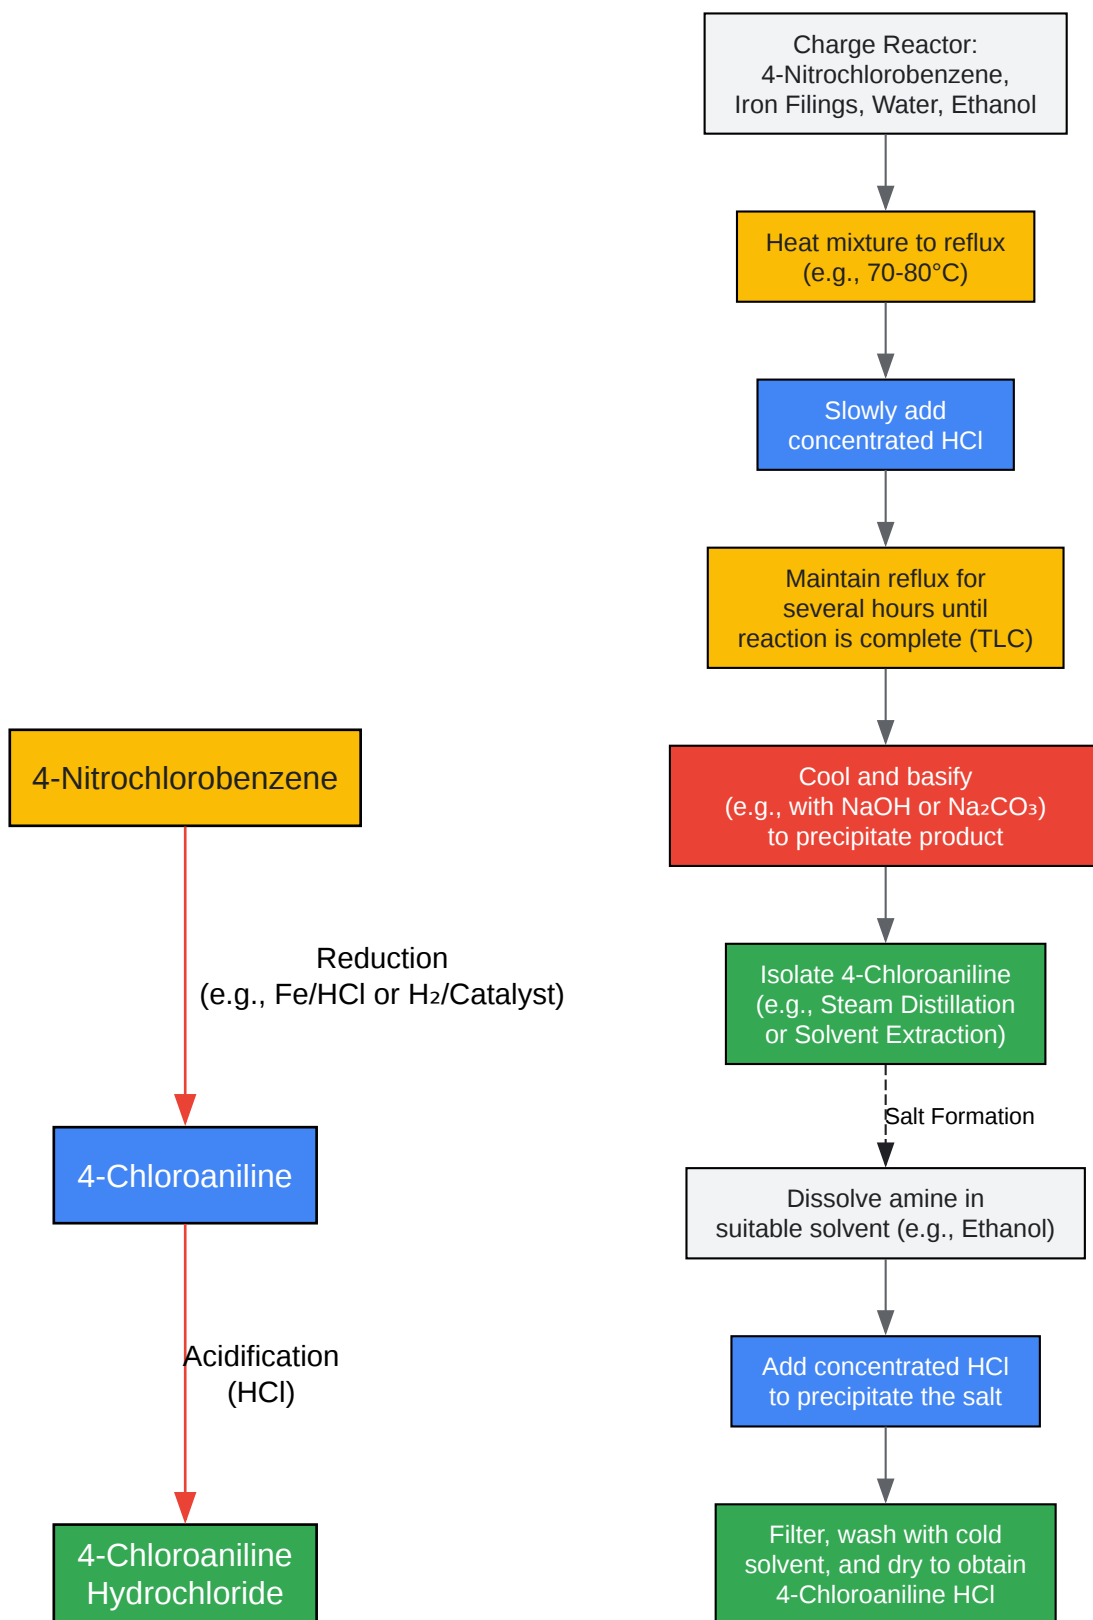 4-Nitrochlorobenzene
Reduction
(e.g., Fe/HCl or H₂/Catalyst)
4-Chloroaniline
Acidification
(HCl)
4-Chloroaniline
Hydrochloride
Charge Reactor:
4-Nitrochlorobenzene,
Iron Filings, Water, Ethanol
Heat mixture to reflux
(e.g., 70-80°C)
Slowly add
concentrated HCl
Maintain reflux for
several hours until
reaction is complete (TLC)
Cool and basify
(e.g., with NaOH or Na₂CO₃)
to precipitate product
Isolate 4-Chloroaniline
(e.g., Steam Distillation
or Solvent Extraction)
Salt Formation
Dissolve amine in
suitable solvent (e.g., Ethanol)
Add concentrated HCl
to precipitate the salt
Filter, wash with cold
solvent, and dry to obtain
4-Chloroaniline HCl